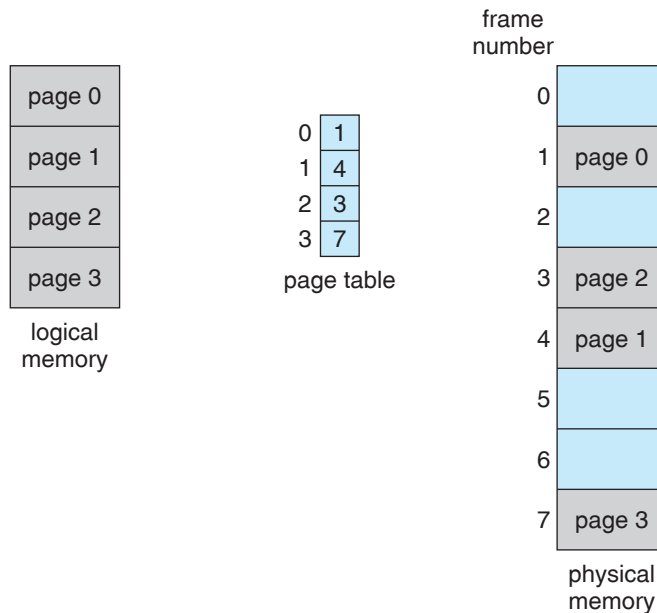 page 0
page 1
page 2
page 3
logical
memory
0 1
1 4
2 3
3 7
page table
frame
number
0
1 page 0
2
3 page 2
4 page 1
5
6
7 page 3
physical
memory